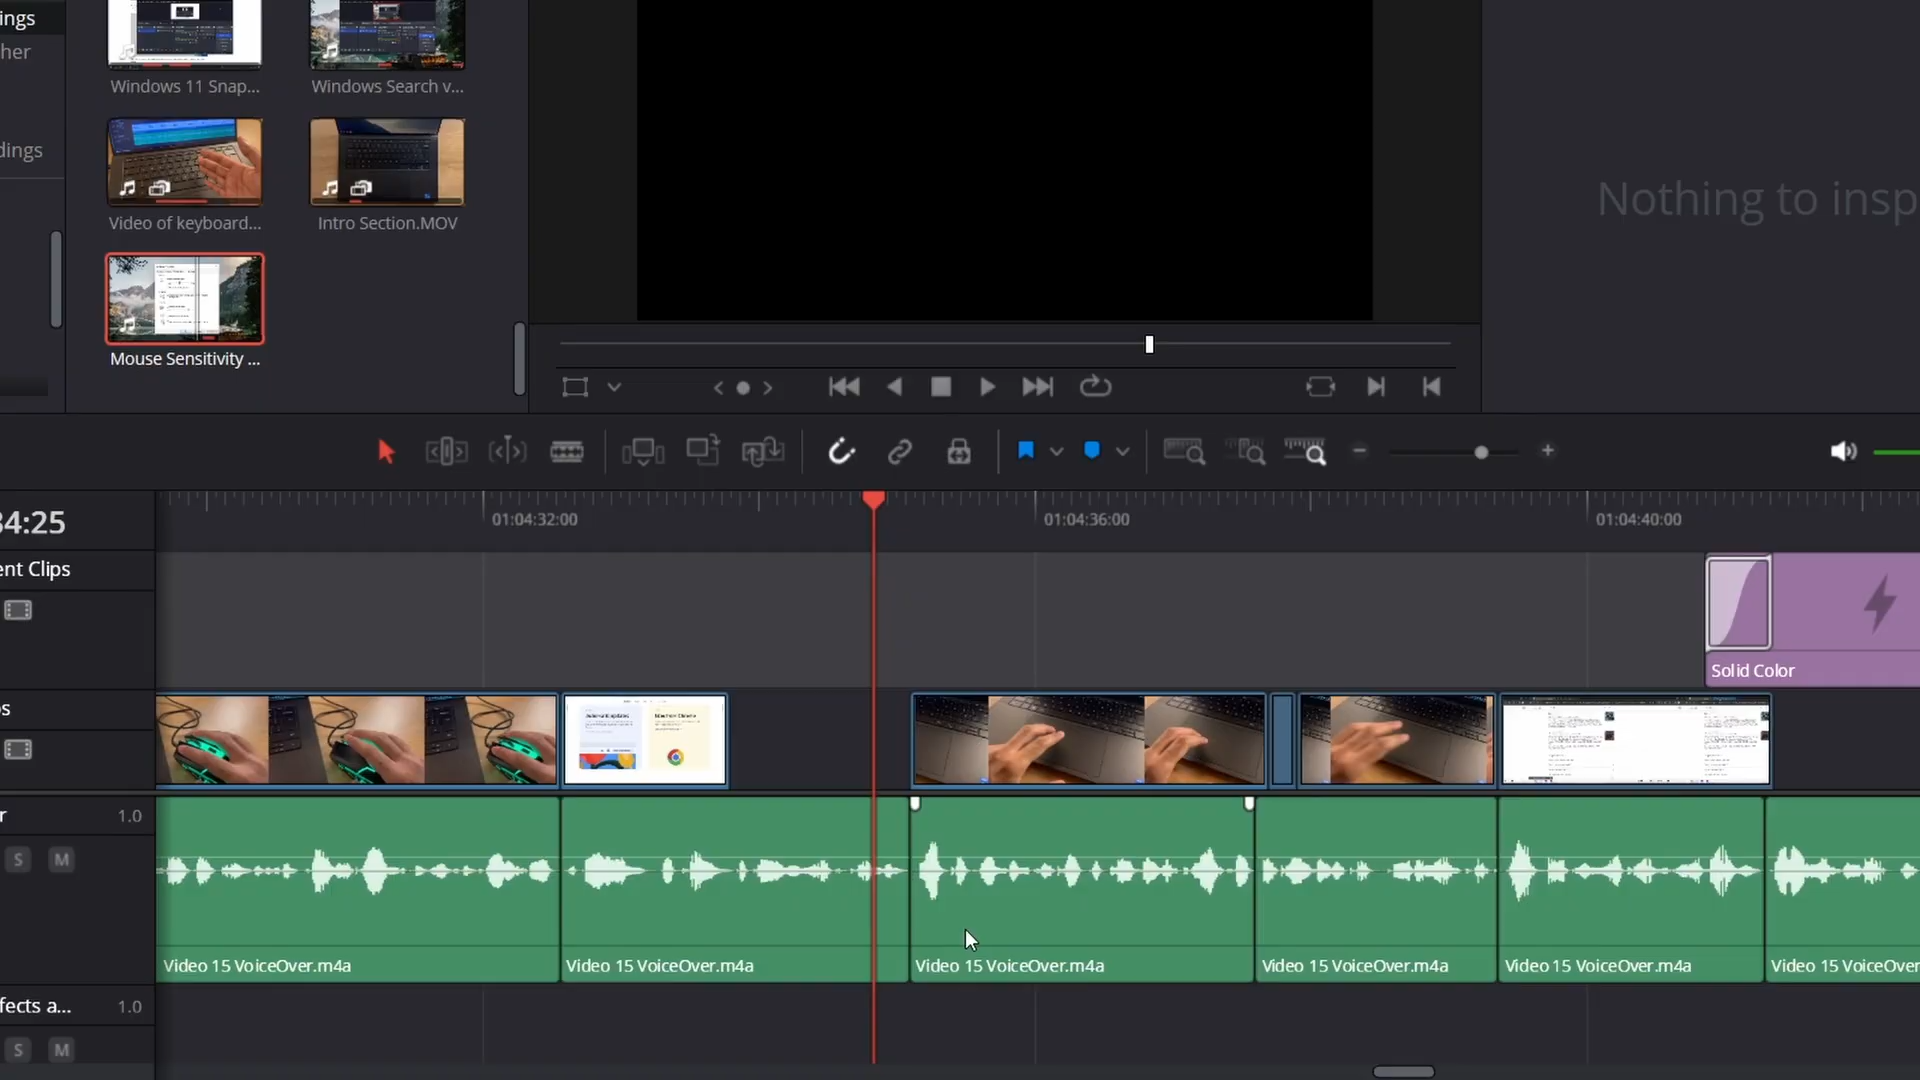 ings
her
dings
Windows 11 Snap...
Windows Search v...
Video of keyboard...
Intro Section.MOV
Mouse Sensitivity ...
Nothing to insp
34:25
01:04:32:00
01:04:36:00
01:04:40:00
ent Clips
Solid Color
os
r
1.0
S
M
Video 15 VoiceOver.m4a
Video 15 VoiceOver.m4a
Video 15 VoiceOver.m4a
Video 15 VoiceOver.m4a
Video 15 VoiceOver.m4a
Video 15 VoiceOver
fects a...
1.0
S
M